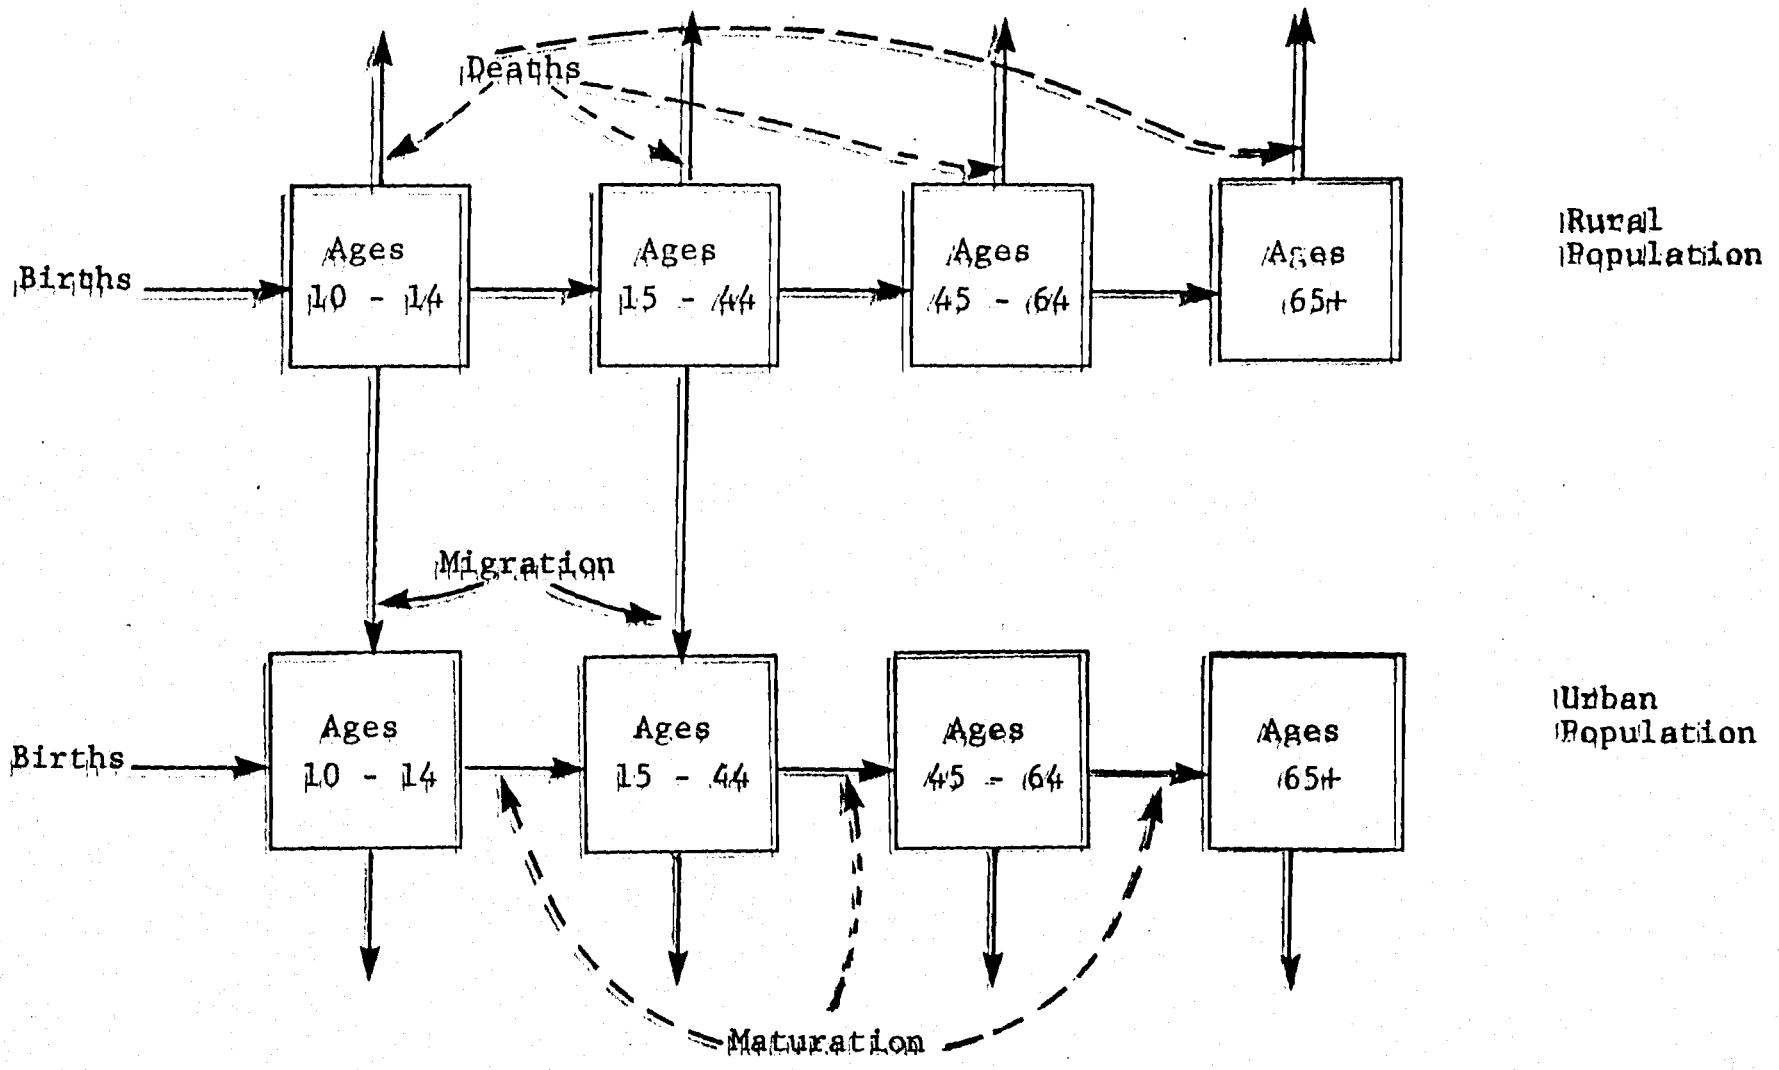 Deaths
Births
Ages
10 - 14
Ages
15 - 44
Ages
45 - 64
Ages
65+
Rural
Population
Migration
Births
Ages
10 - 14
Ages
15 - 44
Ages
45 - 64
Ages
65+
Urban
Population
Maturation